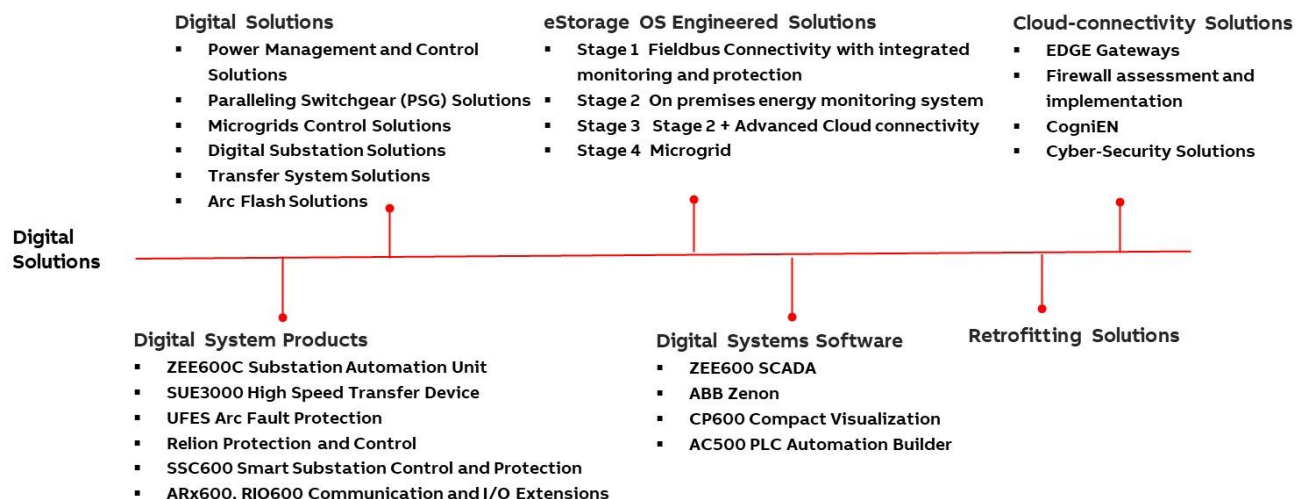 Digital Solutions
▪ Power Management and Control
Solutions
▪ Paralleling Switchgear (PSG) Solutions
▪ Microgrids Control Solutions
▪ Digital Substation Solutions
▪ Transfer System Solutions
▪ Arc Flash Solutions
eStorage OS Engineered Solutions
▪ Stage 1 Fieldbus Connectivity with integrated
monitoring and protection
▪ Stage 2 On premises energy monitoring system
▪ Stage 3 Stage 2 + Advanced Cloud connectivity
▪ Stage 4 Microgrid
Cloud-connectivity Solutions
▪ EDGE Gateways
▪ Firewall assessment and
implementation
▪ CogniEN
▪ Cyber-Security Solutions
Digital
Solutions
Digital System Products
▪ ZEE600C Substation Automation Unit
▪ SUE3000 High Speed Transfer Device
▪ UFES Arc Fault Protection
▪ Relion Protection and Control
▪ SSC600 Smart Substation Control and Protection
▪ ARx600, RIO600 Communication and I/O Extensions
Digital Systems Software
▪ ZEE600 SCADA
▪ ABB Zenon
▪ CP600 Compact Visualization
▪ AC500 PLC Automation Builder
Retrofitting Solutions